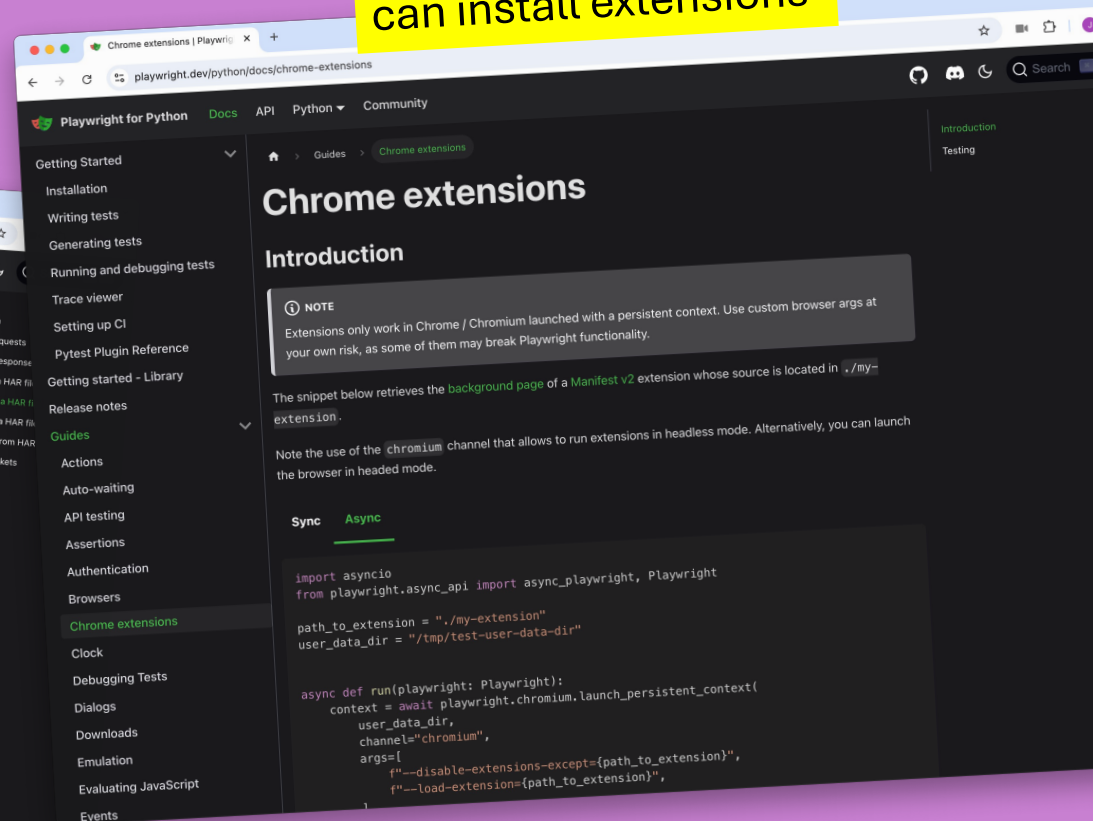 can install extensions
Chrome extensions | Playwrig
playwright.dev/python/docs/chrome-extensions
Playwright for Python
Docs
API
Python
Community
Search
Getting Started
Installation
Writing tests
Generating tests
Running and debugging tests
Trace viewer
Setting up CI
Pytest Plugin Reference
Getting started - Library
Release notes
Guides
Actions
Auto-waiting
API testing
Assertions
Authentication
Browsers
Chrome extensions
Clock
Debugging Tests
Dialogs
Downloads
Emulation
Evaluating JavaScript
Events
Guides
Chrome extensions
Chrome extensions
Introduction
NOTE
Extensions only work in Chrome / Chromium launched with a persistent context. Use custom browser args at
your own risk, as some of them may break Playwright functionality.
The snippet below retrieves the background page of a Manifest v2 extension whose source is located in ./my-
extension.
Note the use of the chromium channel that allows to run extensions in headless mode. Alternatively, you can launch
the browser in headed mode.
Sync
Async
import asyncio
from playwright.async_api import async_playwright, Playwright
path_to_extension = "./my-extension"
user_data_dir = "/tmp/test-user-data-dir"
async def run(playwright: Playwright):
context = await playwright.chromium.launch_persistent_context(
user_data_dir,
channel="chromium",
args=[
f"--disable-extensions-except={path_to_extension}",
f"--load-extension={path_to_extension}",
]
Introduction
Testing